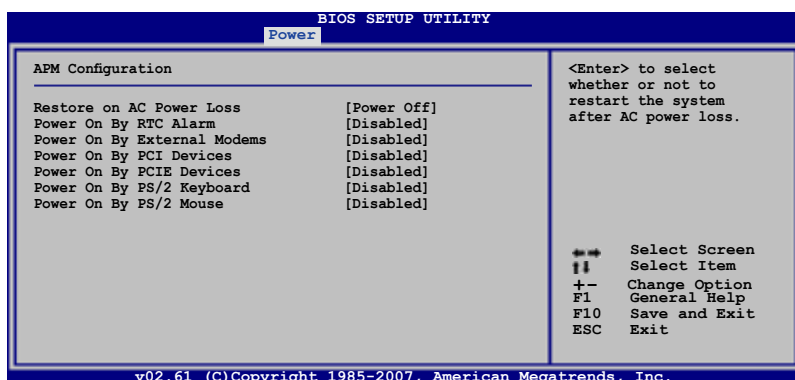 BIOS SETUP UTILITY
Power
APM Configuration
Restore on AC Power Loss [Power Off]
Power On By RTC Alarm [Disabled]
Power On By External Modems [Disabled]
Power On By PCI Devices [Disabled]
Power On By PCIE Devices [Disabled]
Power On By PS/2 Keyboard [Disabled]
Power On By PS/2 Mouse [Disabled]
<Enter> to select
whether or not to
restart the system
after AC power loss.
←→ Select Screen
↑↓ Select Item
+- Change Option
F1 General Help
F10 Save and Exit
ESC Exit
v02.61 (C)Copyright 1985-2007, American Megatrends, Inc.